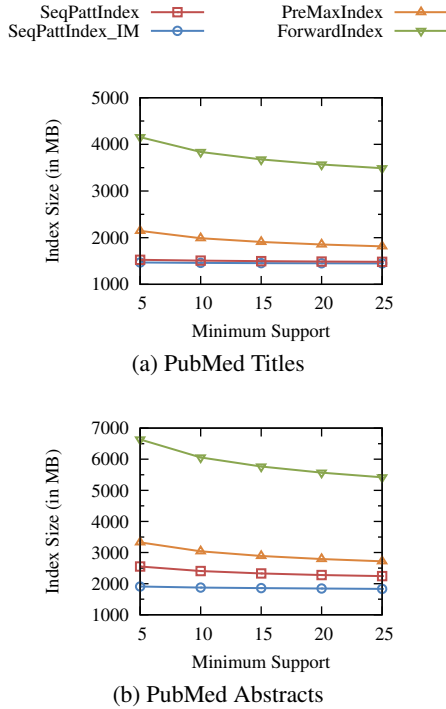 SeqPattIndex PreMaxIndex
SeqPattIndex_IM ForwardIndex
5000
4000
3000
2000
1000
Index Size (in MB)
5 10 15 20 25
Minimum Support
(a) PubMed Titles
7000
6000
5000
4000
3000
2000
1000
Index Size (in MB)
5 10 15 20 25
Minimum Support
(b) PubMed Abstracts